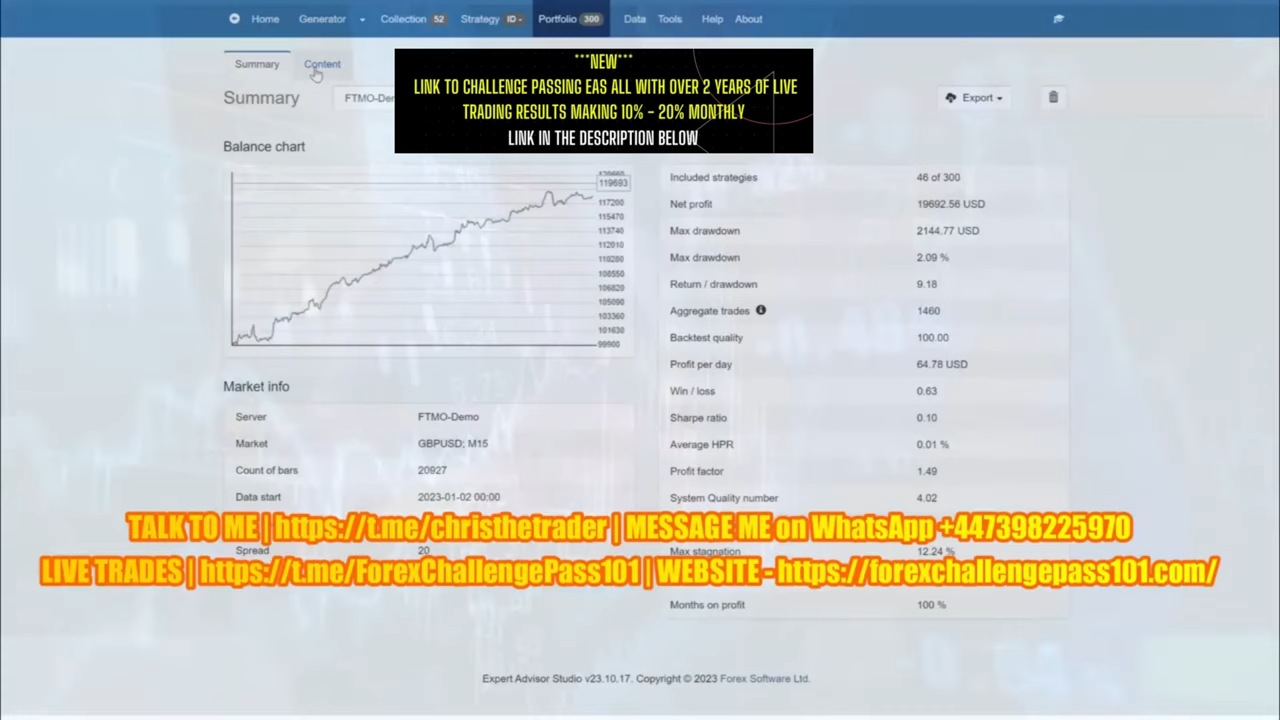 Home Generator Collection 52 Strategy ID Portfolio 300 Data Tools Help About
Summary Content
***NEW***
LINK TO CHALLENGE PASSING EAS ALL WITH OVER 2 YEARS OF LIVE
TRADING RESULTS MAKING 10% - 20% MONTHLY
LINK IN THE DESCRIPTION BELOW
Summary FTMO-De Export
Balance chart
119693
117200
115470
113740
112010
110280
108550
106820
105090
103360
101630
99900
Included strategies 46 of 300
Net profit 19692.56 USD
Max drawdown 2144.77 USD
Max drawdown 2.09 %
Return / drawdown 9.18
Aggregate trades 1460
Backtest quality 100.00
Profit per day 64.78 USD
Win / loss 0.63
Sharpe ratio 0.10
Average HPR 0.01 %
Profit factor 1.49
System Quality number 4.02
Max stagnation 12.24 %
Months on profit 100 %
Market info
Server FTMO-Demo
Market GBPUSD; M15
Count of bars 20927
Data start 2023-01-02 00:00
Spread 20
TALK TO ME | https://t.me/christhetrader | MESSAGE ME on WhatsApp +447398225970
LIVE TRADES | https://t.me/ForexChallengePass101 | WEBSITE - https://forexchallengepass101.com/
Expert Advisor Studio v23.10.17. Copyright © 2023 Forex Software Ltd.